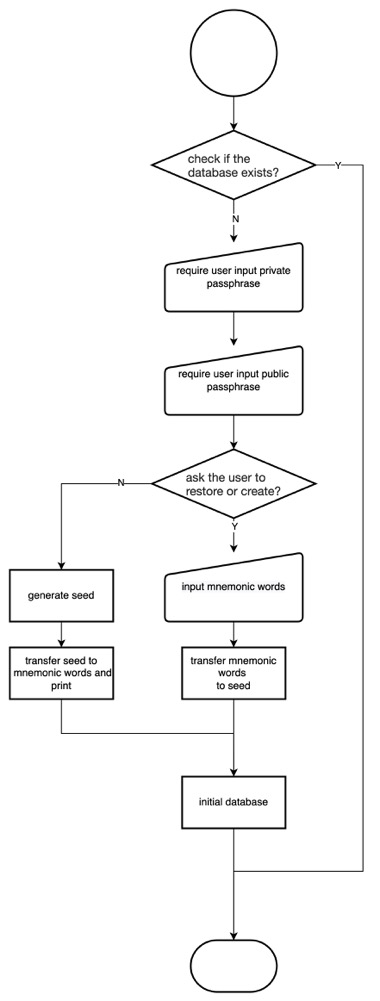 check if the
database exists?
Y
N
require user input private
passphrase
require user input public
passphrase
ask the user to
restore or create?
N
Y
generate seed
input mnemonic words
transfer seed to
mnemonic words and
print
transfer mnemonic
words
to seed
initial database